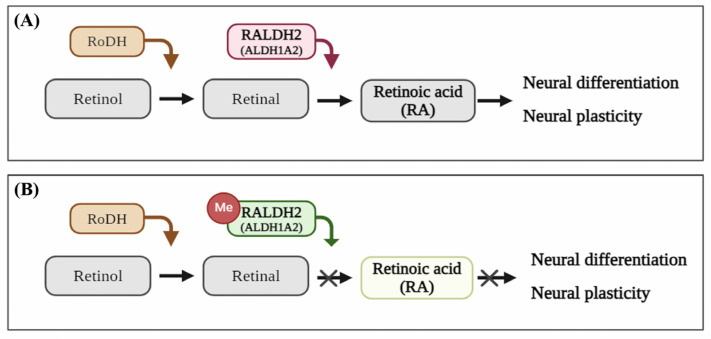 (A)
RoDH
RALDH2
(ALDH1A2)
Retinol
Retinal
Retinoic acid
(RA)
Neural differentiation
Neural plasticity
(B)
RoDH
Me
RALDH2
(ALDH1A2)
Retinol
Retinal
Retinoic acid
(RA)
Neural differentiation
Neural plasticity